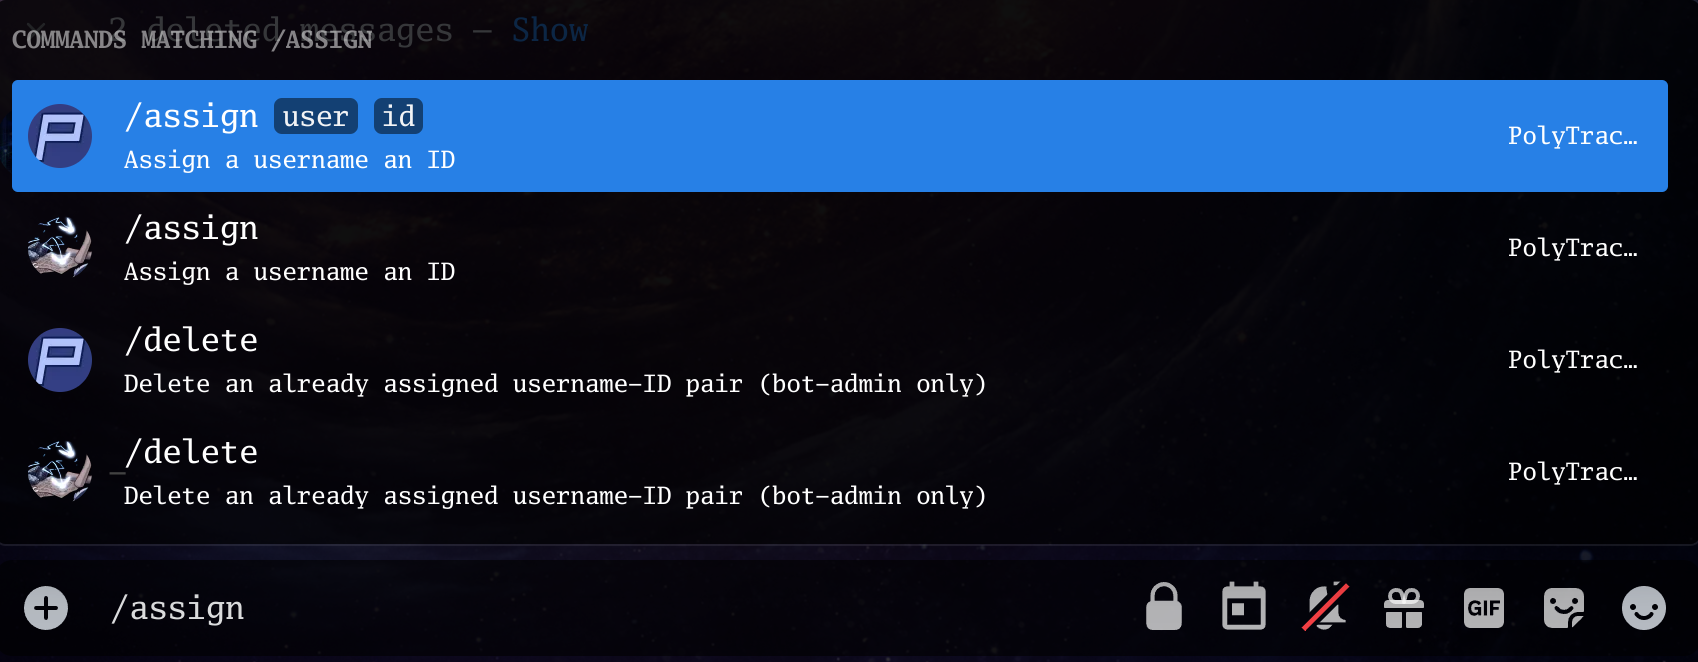 2 deleted messages — Show
COMMANDS MATCHING /ASSIGN
/assign user id
Assign a username an ID
PolyTrac…
/assign
Assign a username an ID
PolyTrac…
/delete
Delete an already assigned username-ID pair (bot-admin only)
PolyTrac…
/delete
Delete an already assigned username-ID pair (bot-admin only)
PolyTrac…
/assign
GIF